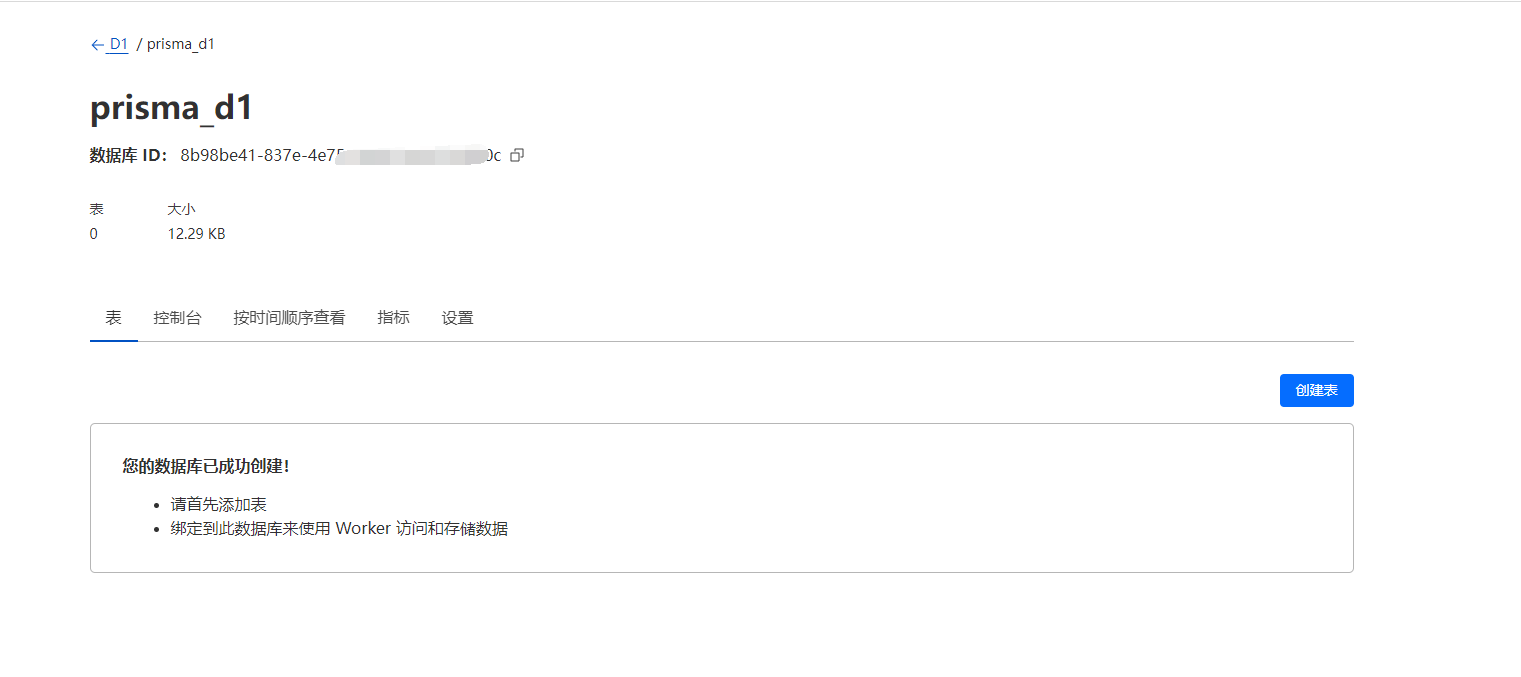 ← D1 / prisma_d1
prisma_d1
数据库 ID： 8b98be41-837e-4e75 0c
表 大小
0 12.29 KB
表 控制台 按时间顺序查看 指标 设置
创建表
您的数据库已成功创建！
• 请首先添加表
• 绑定到此数据库来使用 Worker 访问和存储数据